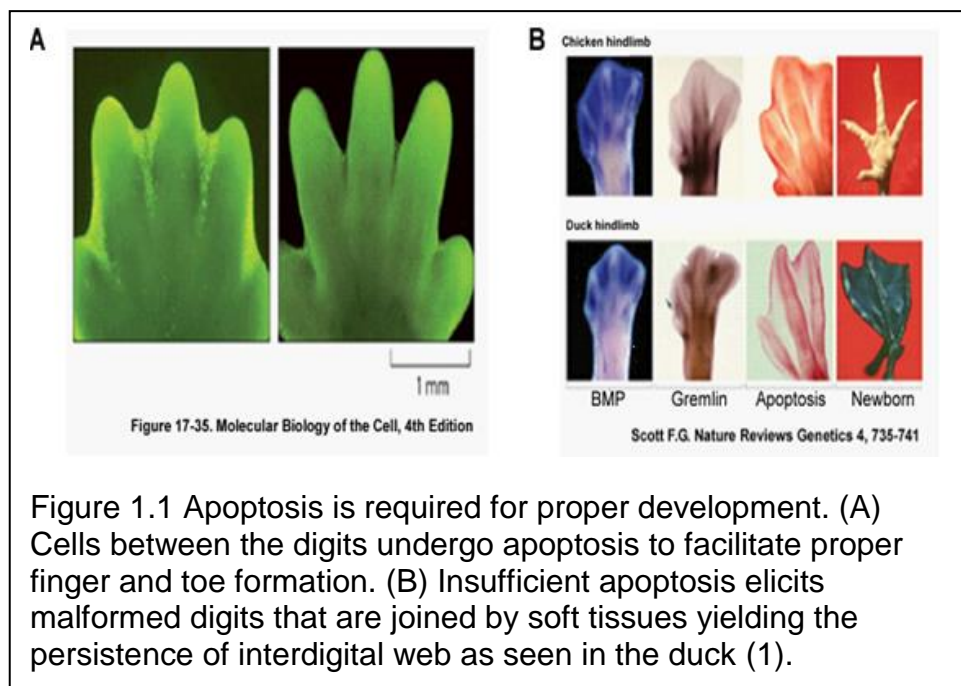 A
B
Chicken hindlimb
Duck hindlimb
1 mm
BMP Gremlin Apoptosis Newborn
Figure 17-35. Molecular Biology of the Cell, 4th Edition
Scott F.G. Nature Reviews Genetics 4, 735-741
Figure 1.1 Apoptosis is required for proper development. (A)
Cells between the digits undergo apoptosis to facilitate proper
finger and toe formation. (B) Insufficient apoptosis elicits
malformed digits that are joined by soft tissues yielding the
persistence of interdigital web as seen in the duck (1).